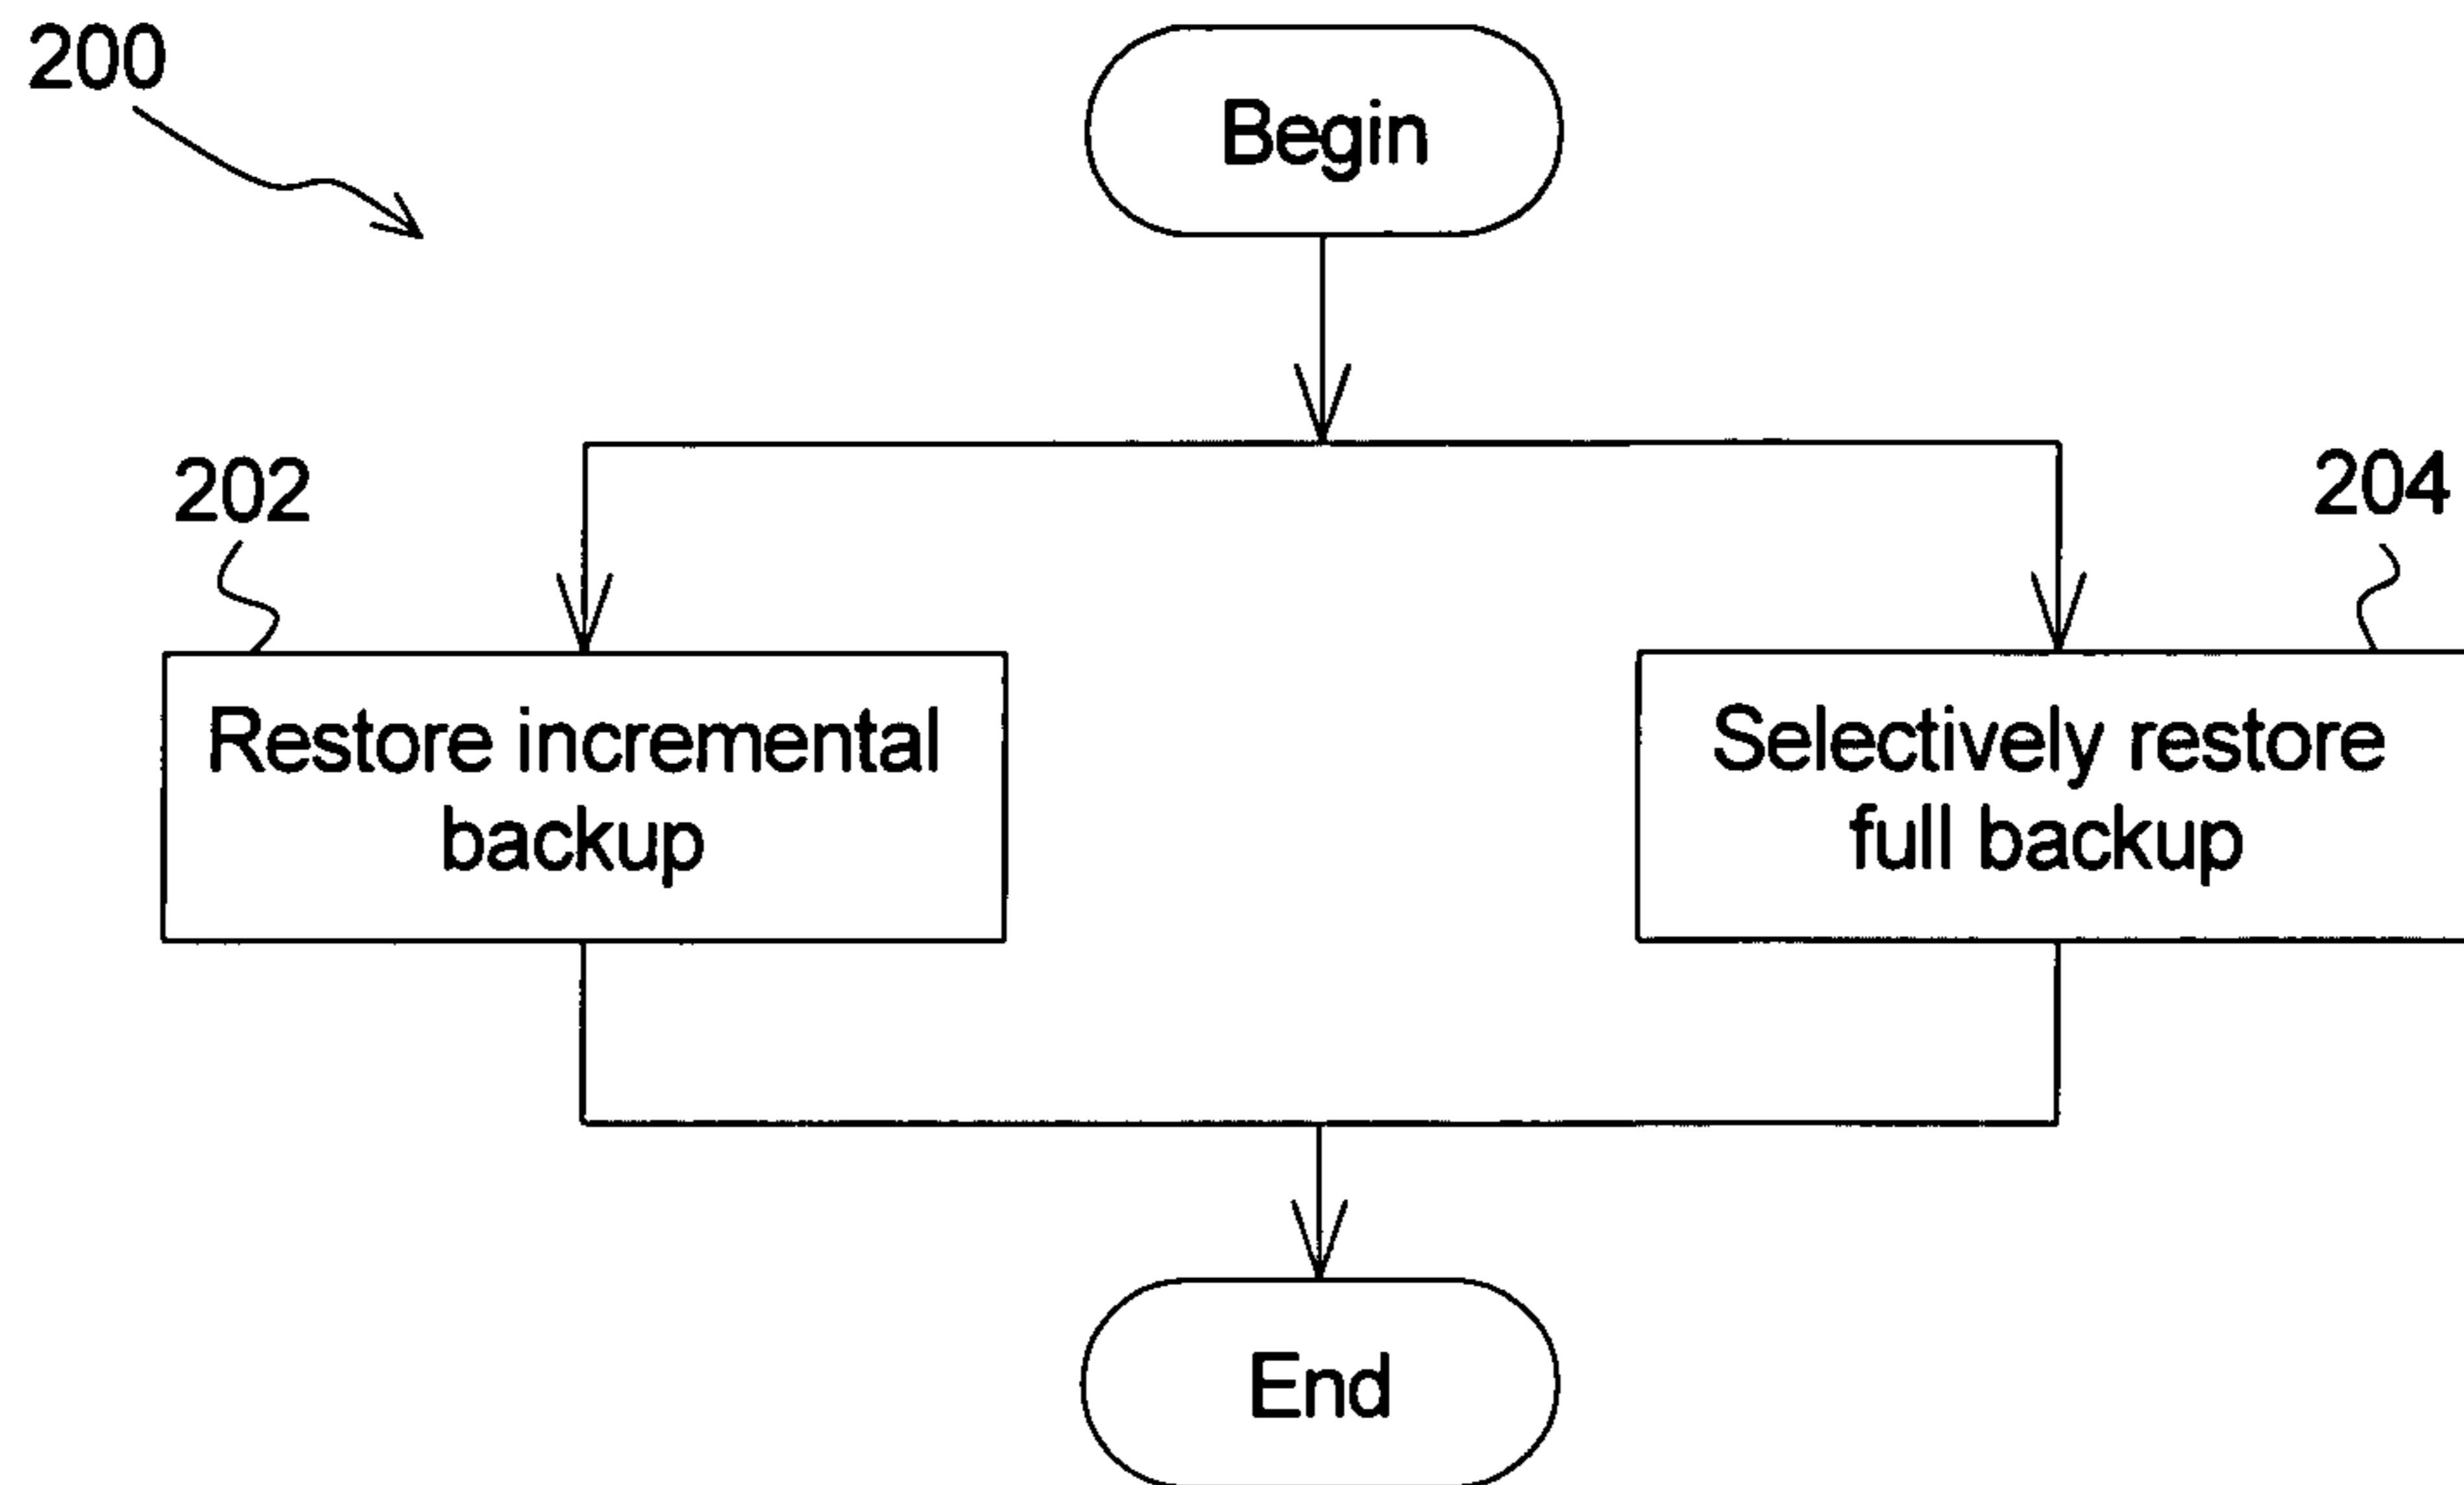 200
Begin
202
204
Restore incremental
backup
Selectively restore
full backup
End